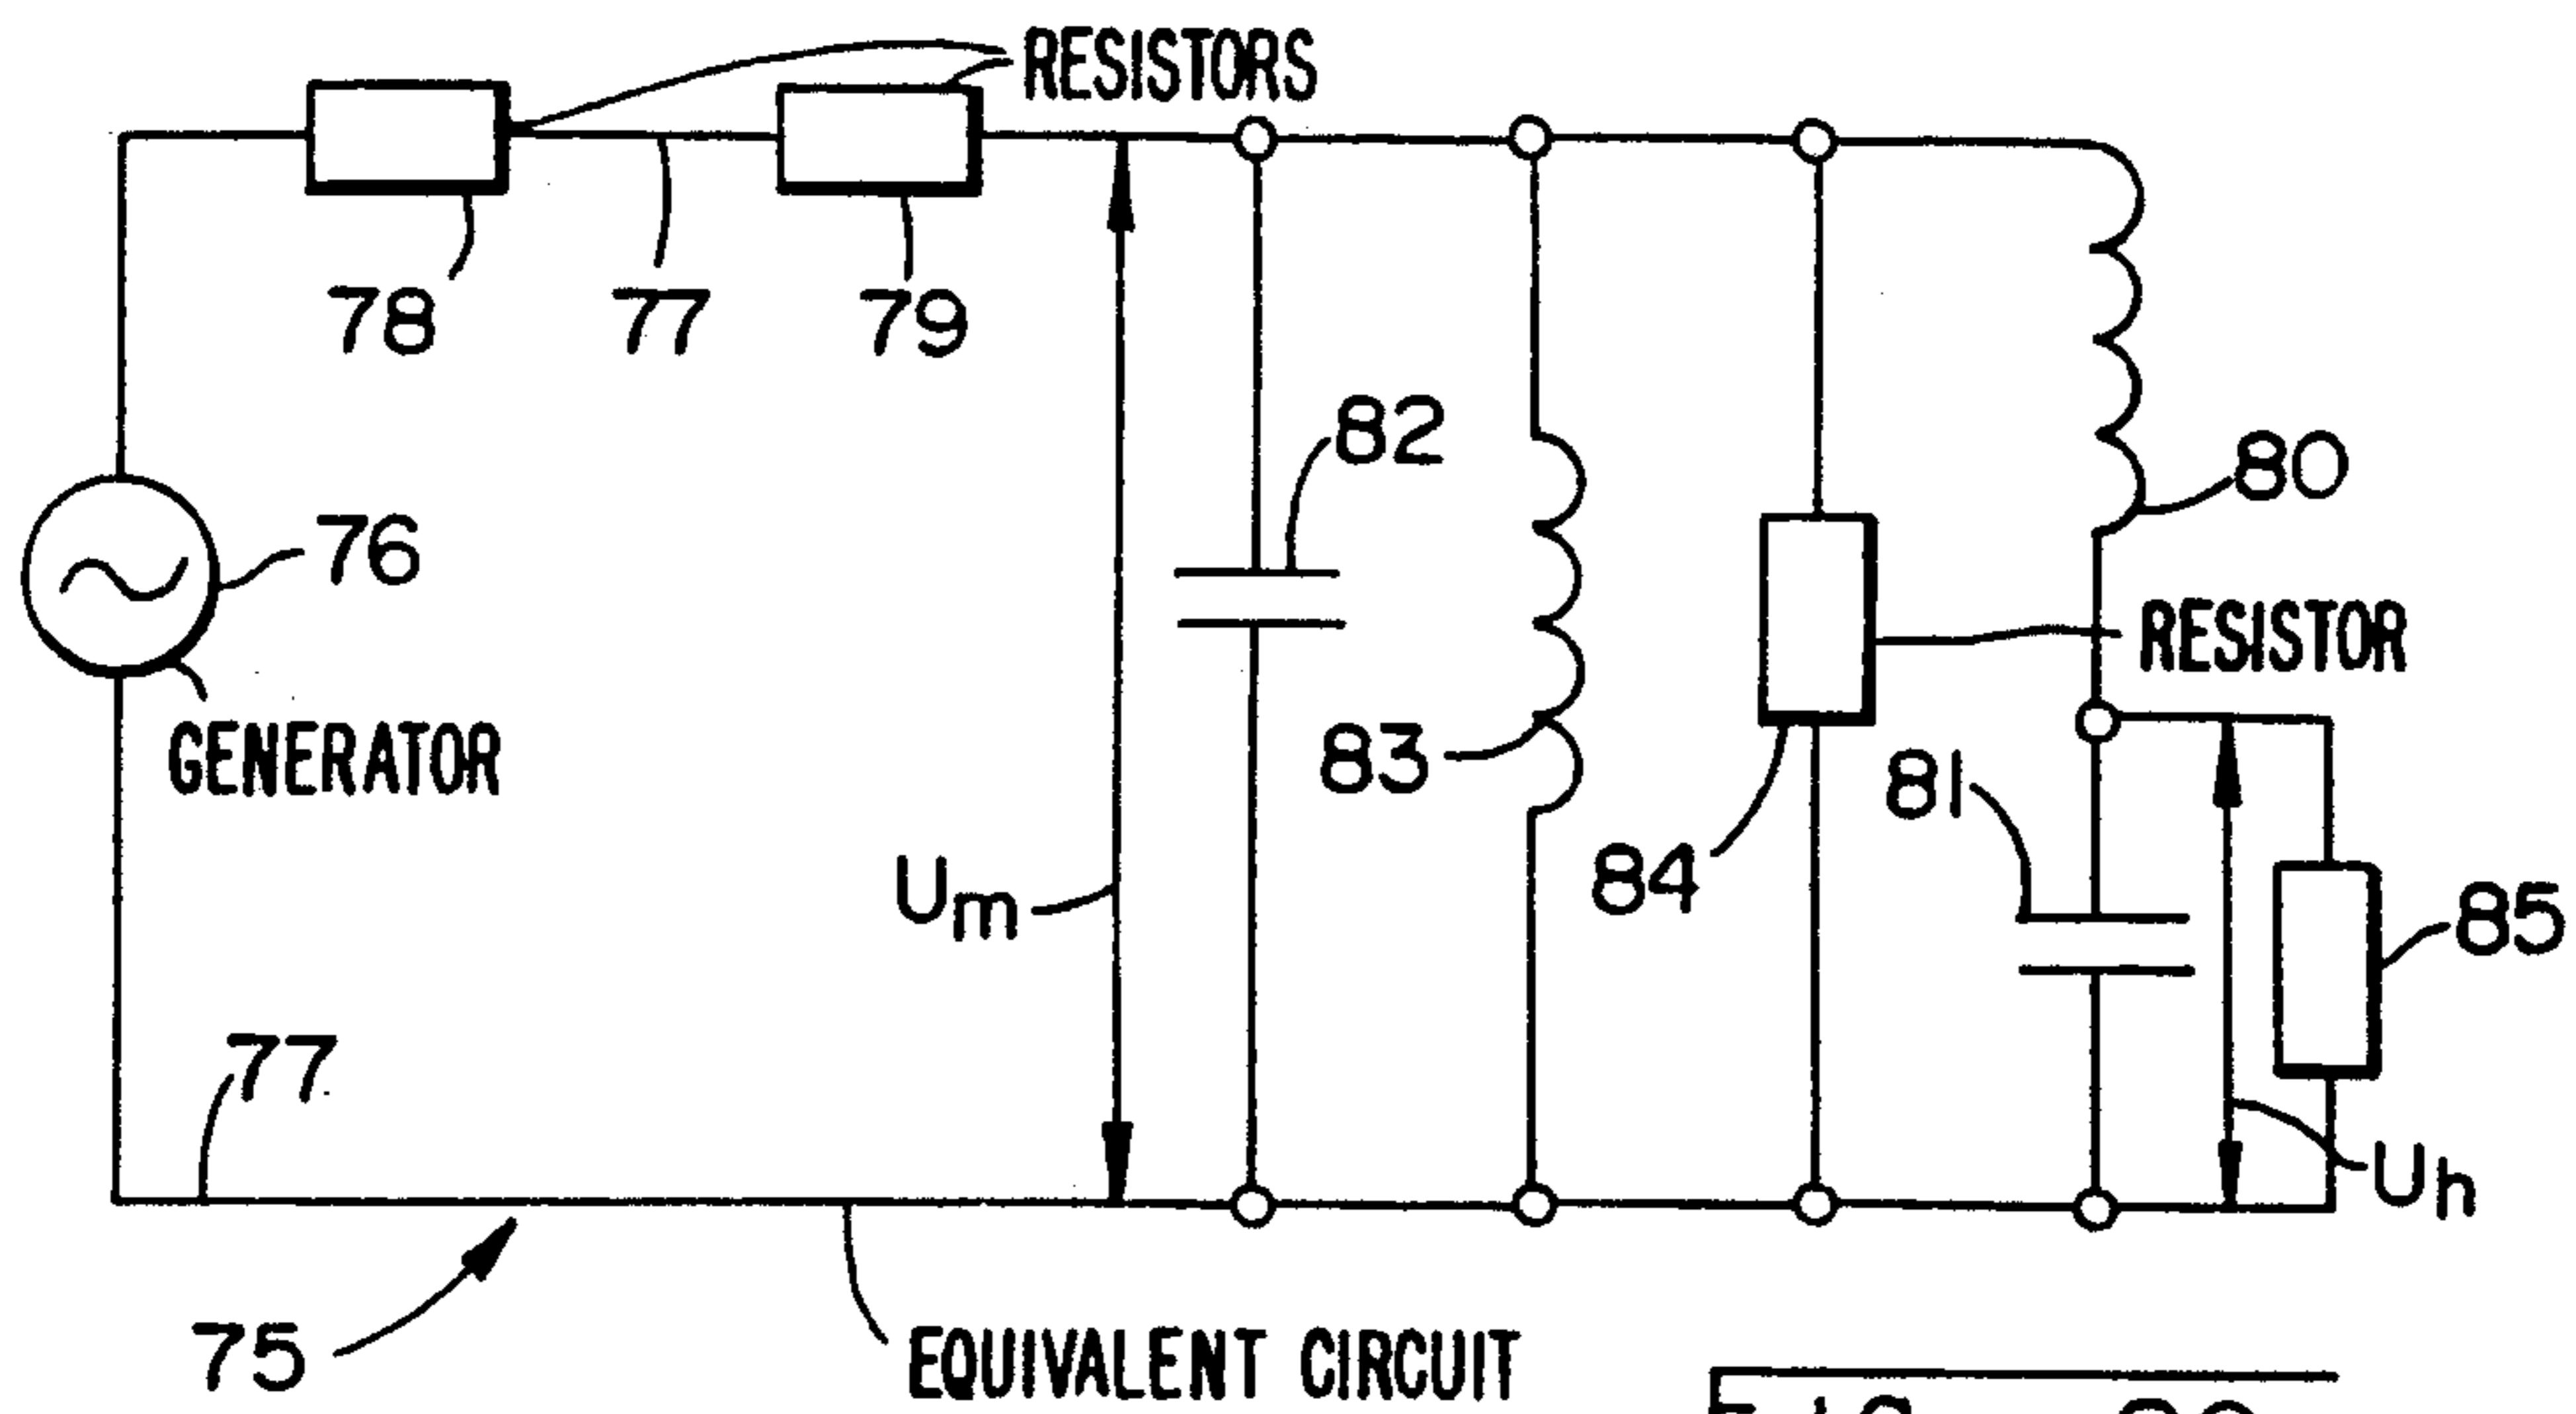 RESISTORS
78
77
79
82
80
76
RESISTOR
GENERATOR
83
81
84
85
Um
77
Uh
75
EQUIVALENT CIRCUIT